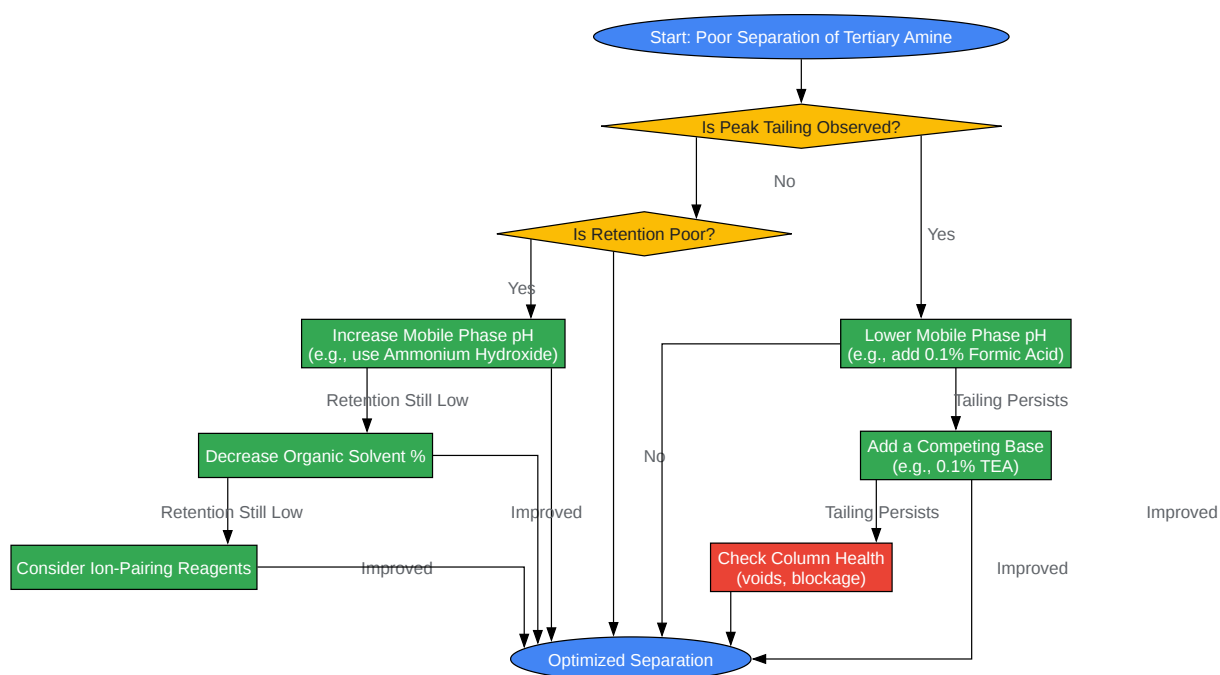 Start: Poor Separation of Tertiary Amine
Is Peak Tailing Observed?
No
Is Retention Poor?
Yes
Yes
Increase Mobile Phase pH
(e.g., use Ammonium Hydroxide)
Lower Mobile Phase pH
(e.g., add 0.1% Formic Acid)
Retention Still Low
Tailing Persists
Decrease Organic Solvent %
No
Add a Competing Base
(e.g., 0.1% TEA)
Retention Still Low
Improved
Tailing Persists
Improved
Consider Ion-Pairing Reagents
Improved
Check Column Health
(voids, blockage)
Improved
Optimized Separation